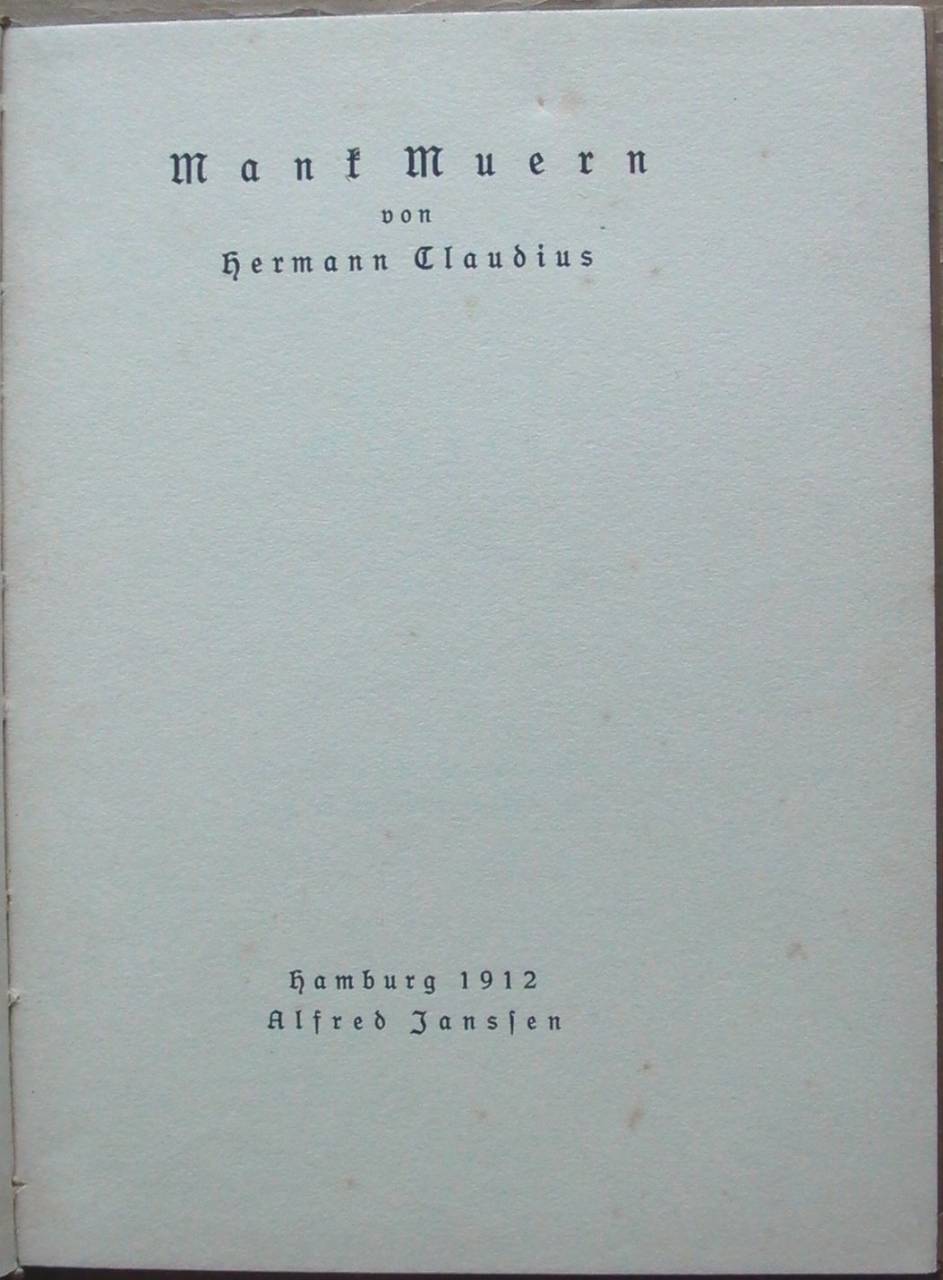 Mank Muern
von
Hermann Claudius
Hamburg 1912
Alfred Jansſen